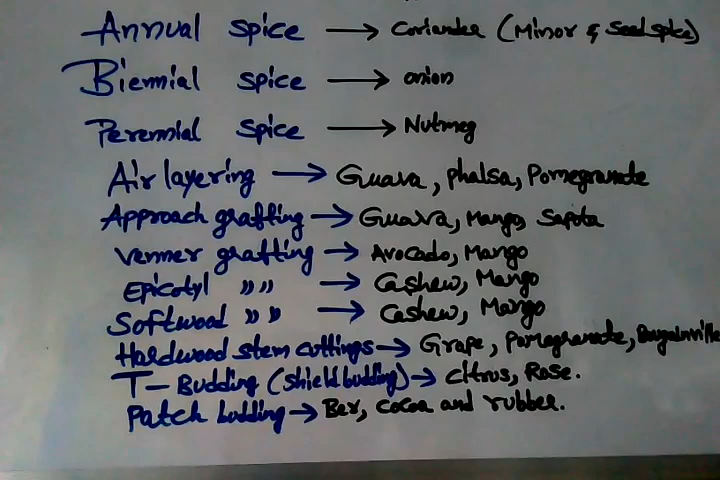 Annual spice → Coriander (Minor & Seed spice)
Biennial spice → onion
Perennial spice → Nutmeg
Air layering → Guava, phalsa, Pomegranate
Approach grafting → Guava, Mango, Sapota
Venner grafting → Avocado, Mango
Epicotyl " " → Cashew, Mango
Softwood " " → Cashew, Mango
Hardwood stem cuttings → Grape, Pomegranate,
T- Budding (shield budding) → citrus, Rose.
Patch budding → Ber, cocoa and rubber.